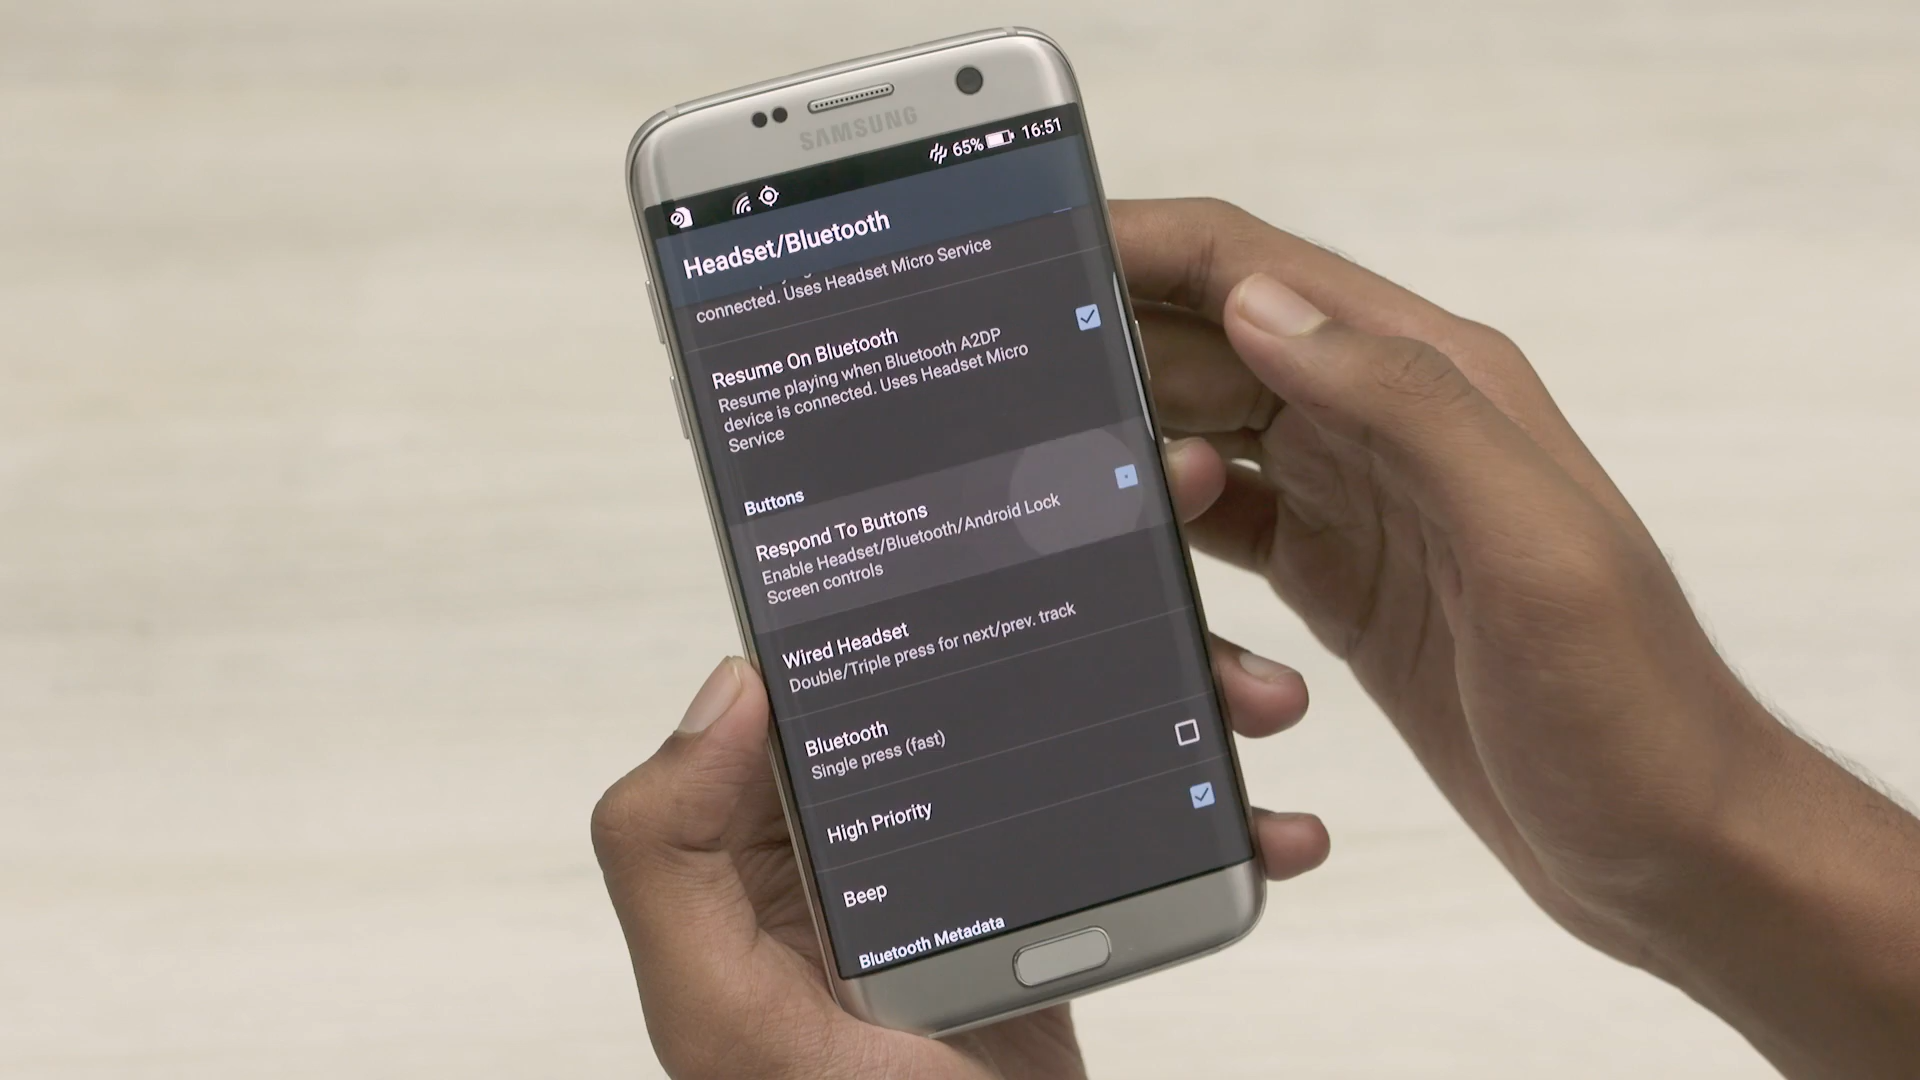 SAMSUNG
65% 16:51
Headset/Bluetooth
connected. Uses Headset Micro Service
Resume On Bluetooth
Resume playing when Bluetooth A2DP
device is connected. Uses Headset Micro
Service
Buttons
Respond To Buttons
Enable Headset/Bluetooth/Android Lock
Screen controls
Wired Headset
Double/Triple press for next/prev. track
Bluetooth
Single press (fast)
High Priority
Beep
Bluetooth Metadata